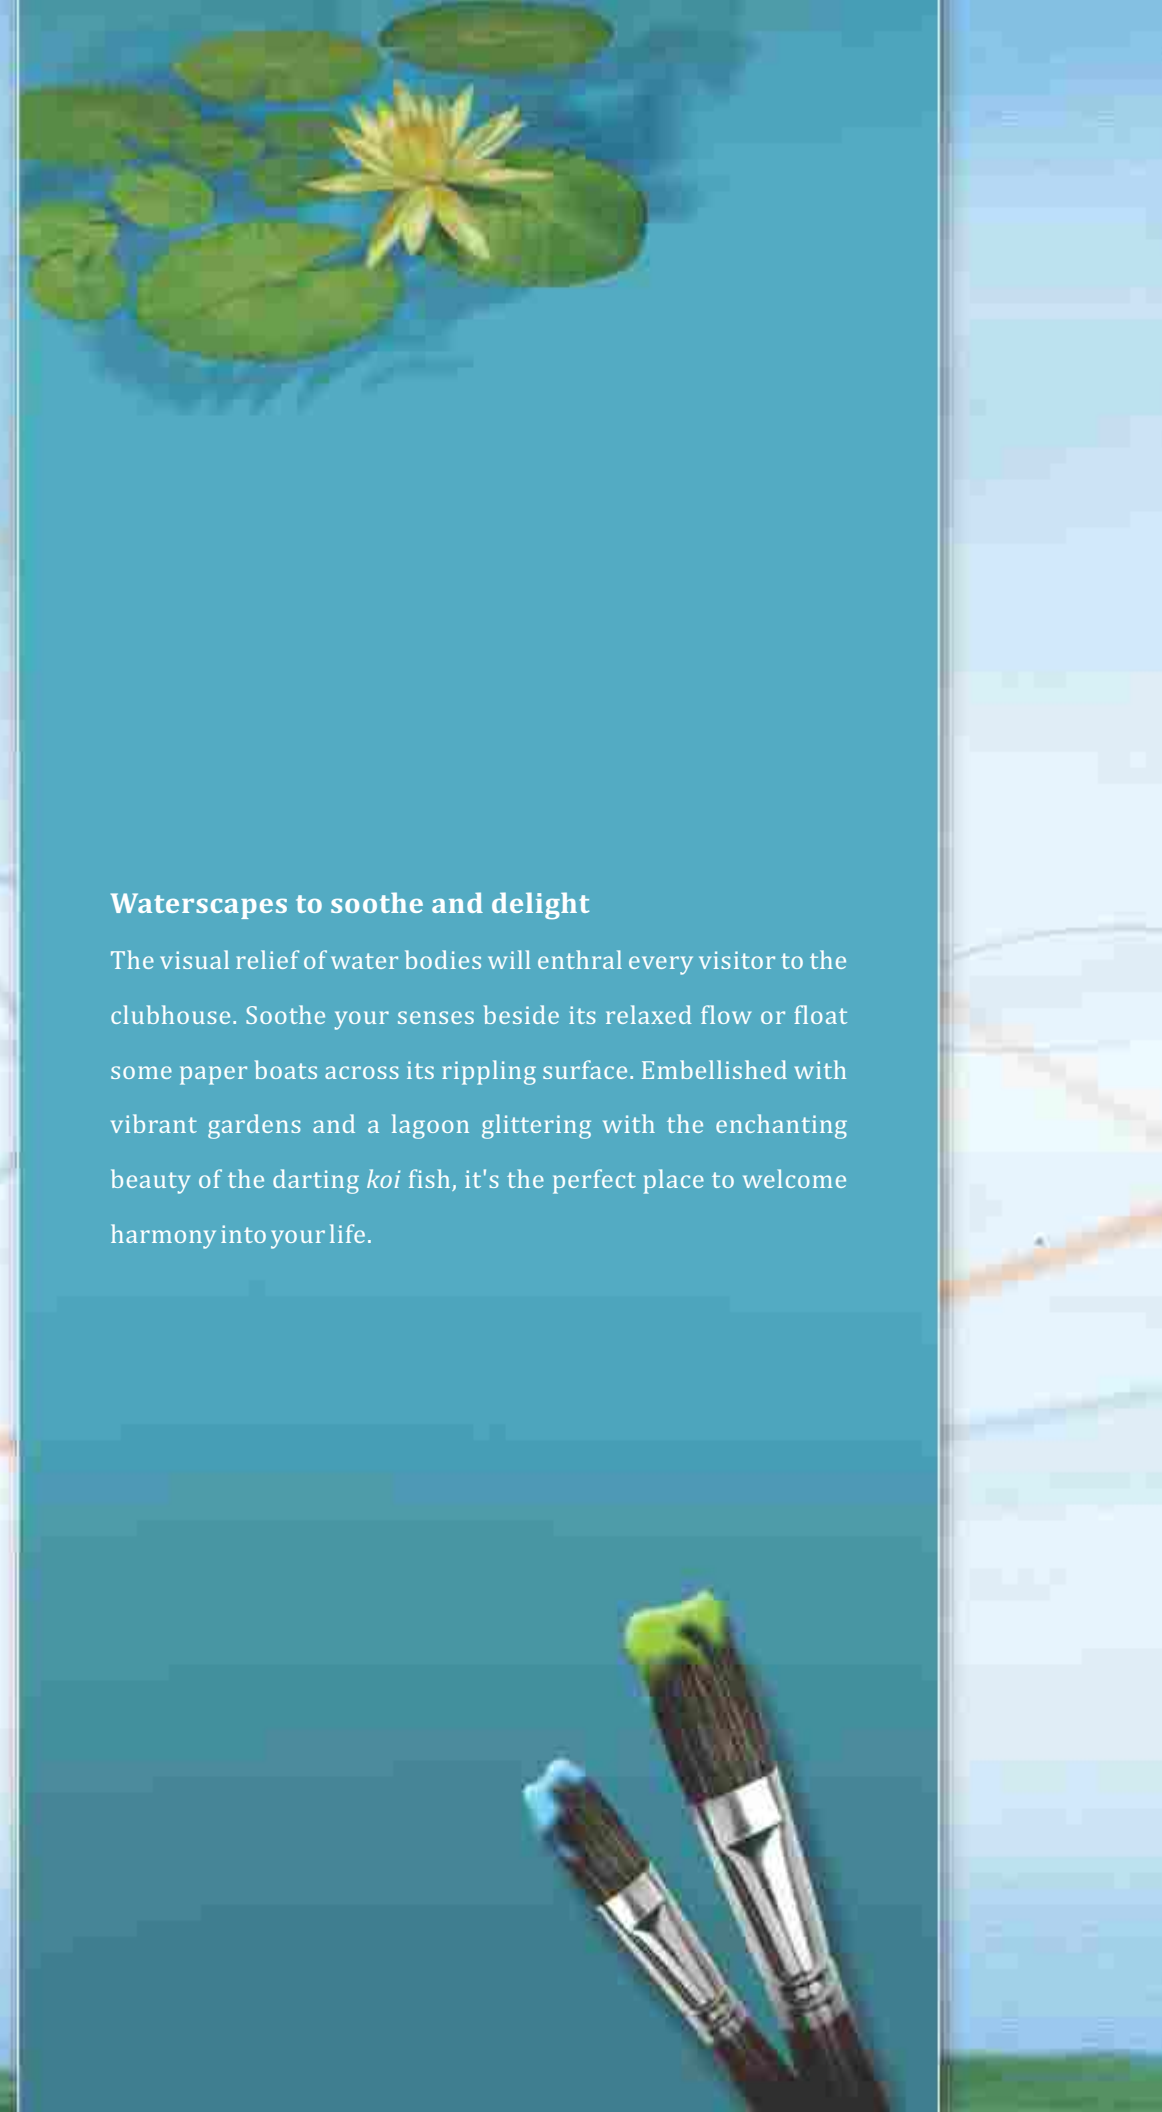 Waterscapes to soothe and delight
The visual relief of water bodies will enthral every visitor to the
clubhouse. Soothe your senses beside its relaxed flow or float
some paper boats across its rippling surface. Embellished with
vibrant gardens and a lagoon glittering with the enchanting
beauty of the darting koi fish, it's the perfect place to welcome
harmony into your life.